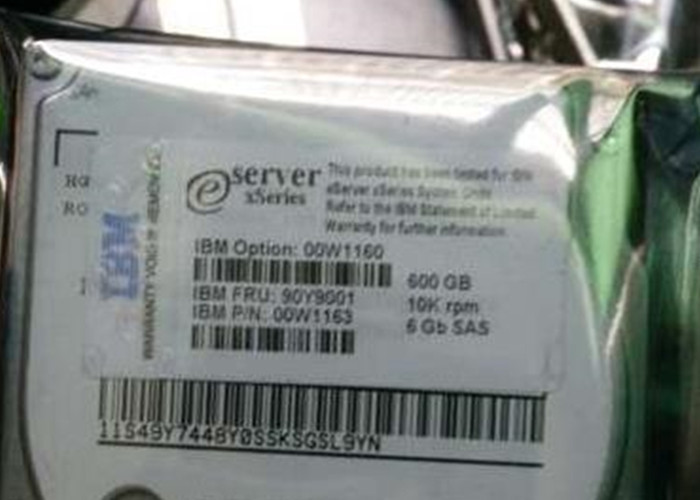 eserver
xSeries
This product has been tested for IBM
eServer xSeries System Units
Refer to the IBM Statement of Limited
Warranty for further information.
IBM Option: 00W1160
600 GB
IBM FRU: 90Y9001
10K rpm
IBM P/N: 00W1163
6 Gb SAS
IBM
WARRANTY VOID IF REMOVED
11S49Y7448Y0SSKSGSL9YN